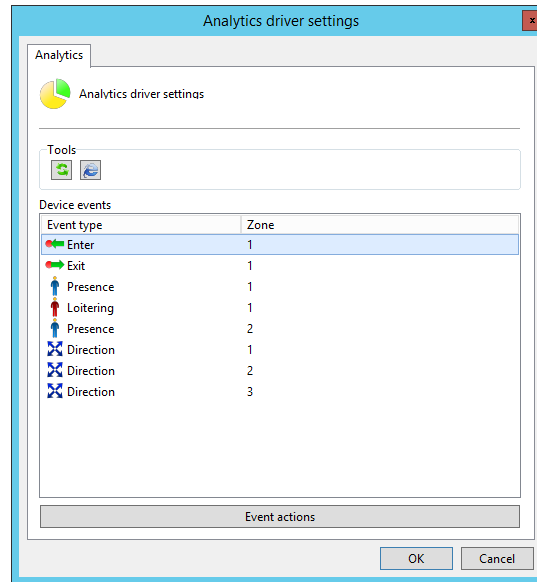 Analytics driver settings
x
Analytics
Analytics driver settings
Tools
Device events
Event type Zone
Enter 1
Exit 1
Presence 1
Loitering 1
Presence 2
Direction 1
Direction 2
Direction 3
Event actions
OK Cancel